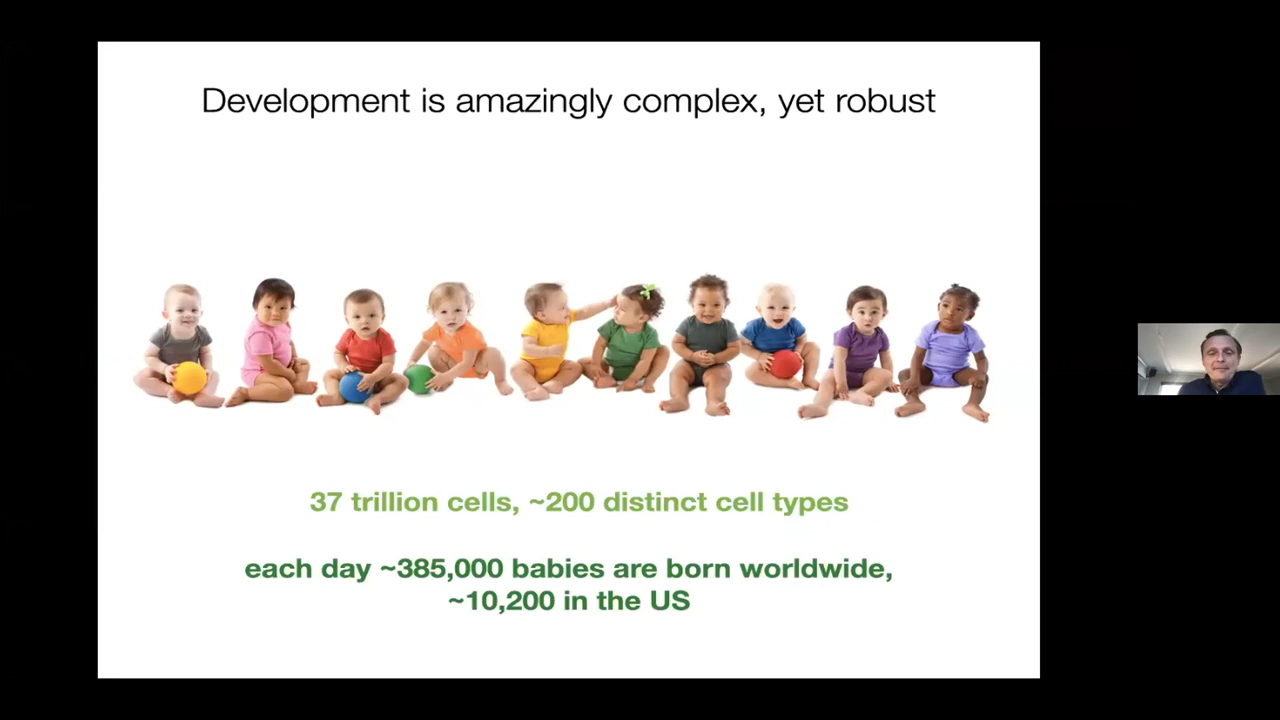 Development is amazingly complex, yet robust
37 trillion cells, ~200 distinct cell types
each day ~385,000 babies are born worldwide,
~10,200 in the US